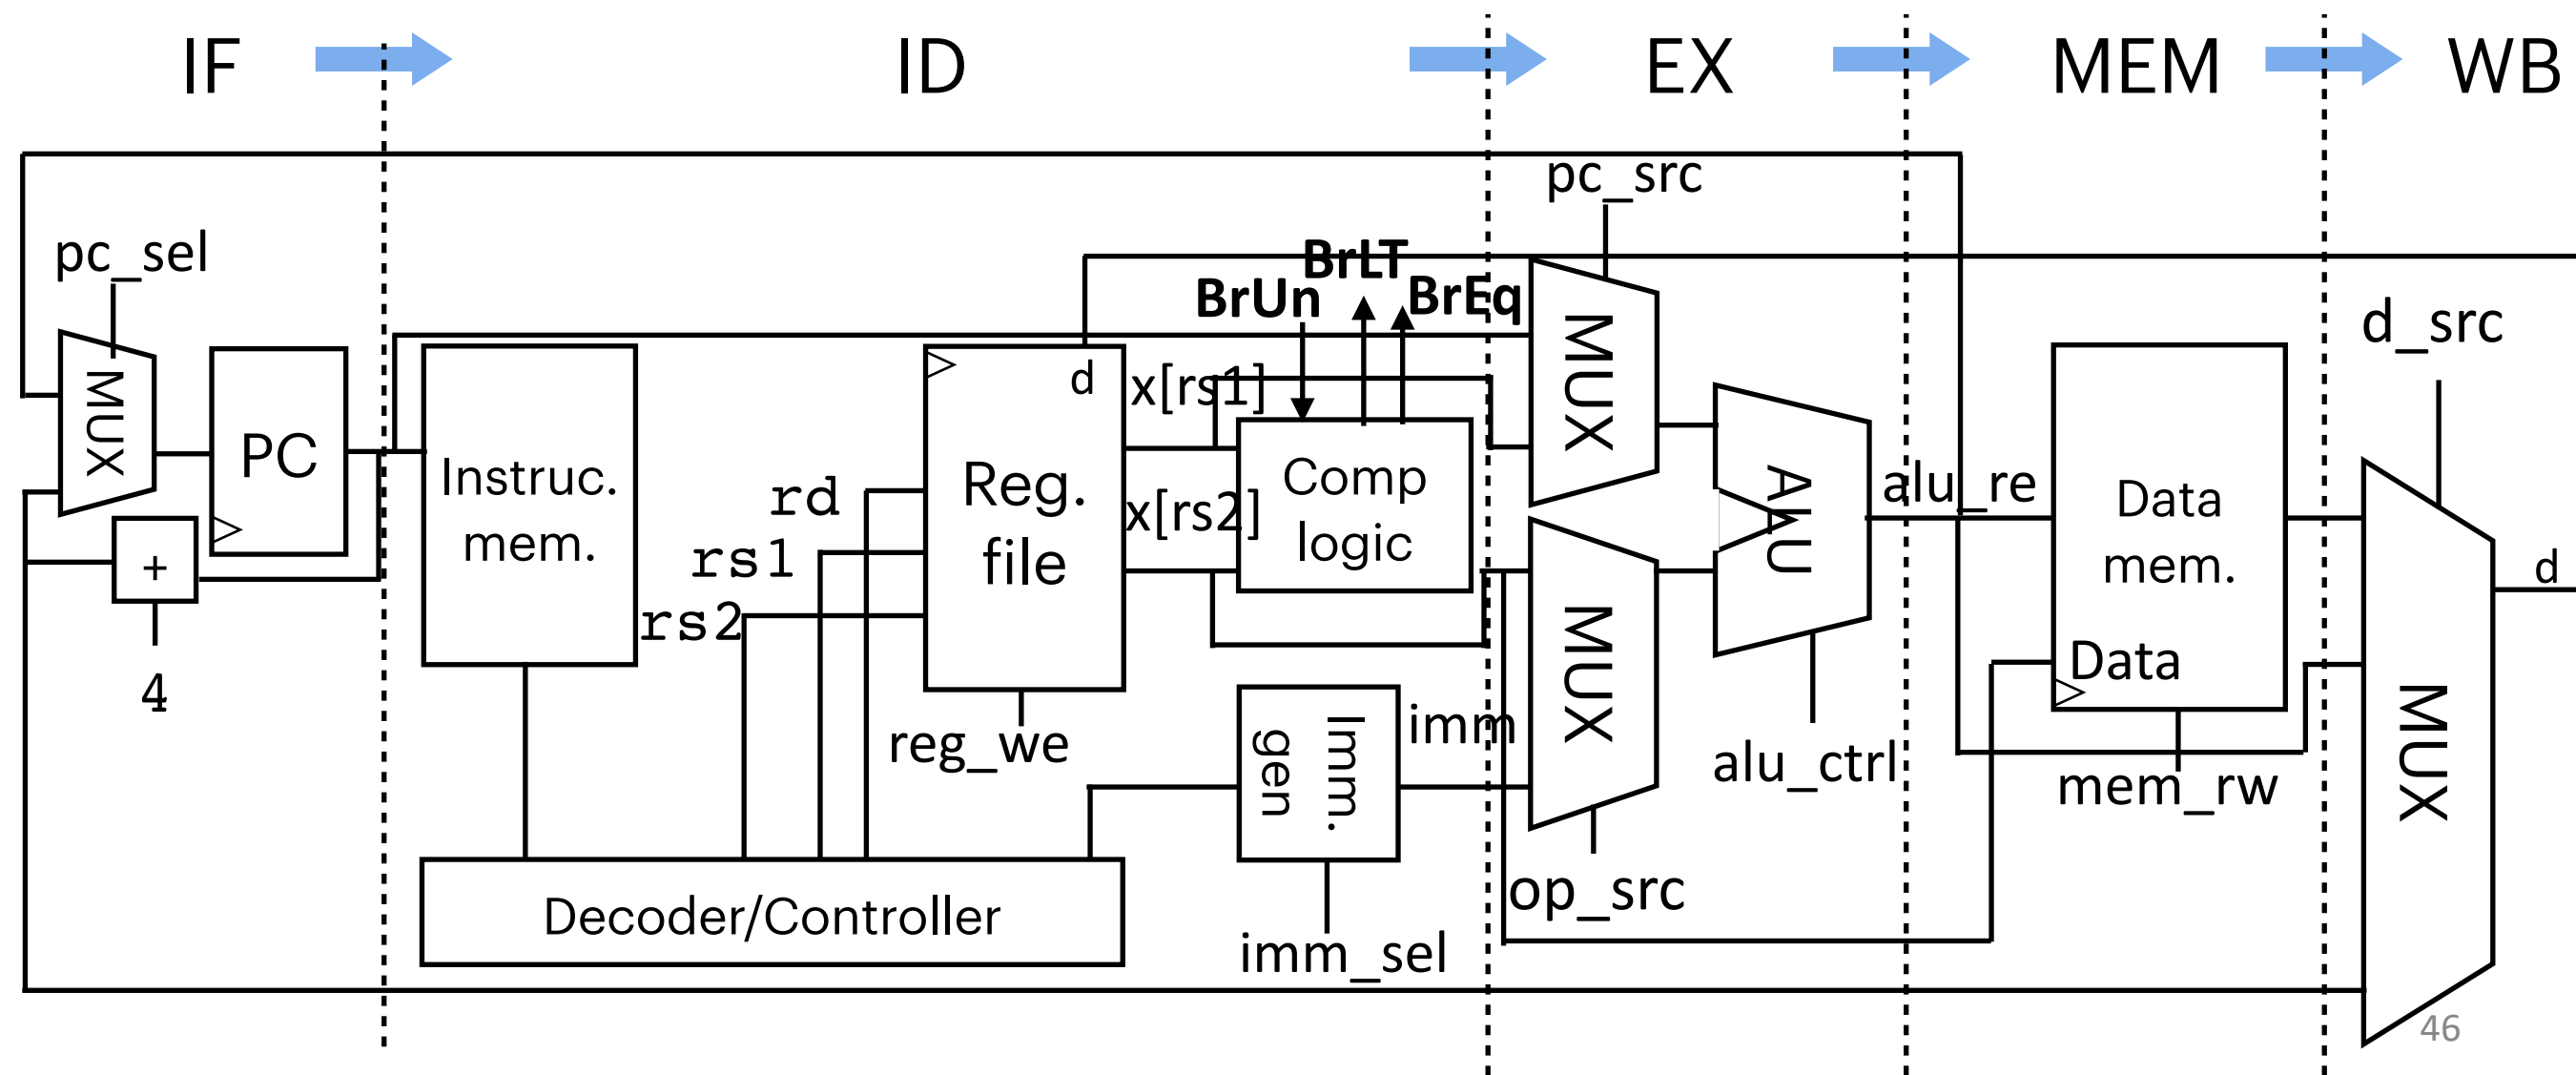 IF
ID
EX
MEM
WB
pc_src
pc_sel
BrLT
BrUn
BrEq
d_src
MUX
PC
Instruc.
mem.
d
x[rs1]
Reg.
file
x[rs2]
Comp
logic
MUX
ALU
alu_re
Data
mem.
Data
rd
rs1
rs2
+
4
reg_we
Imm.
gen
imm
MUX
alu_ctrl
mem_rw
MUX
d
op_src
Decoder/Controller
imm_sel
46